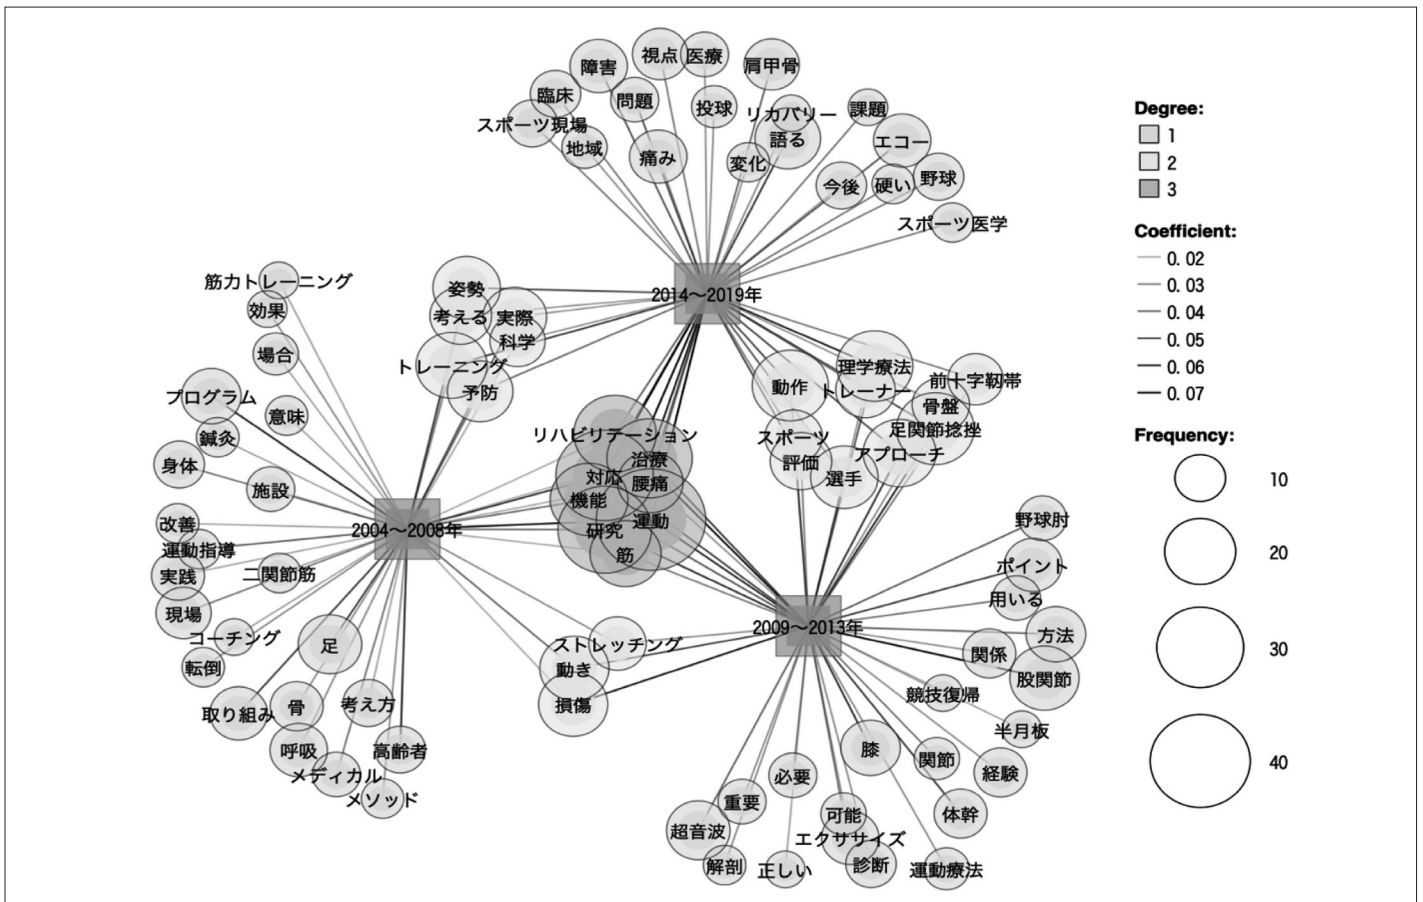 障害
視点
医療
肩甲骨
臨床
問題
投球
リカバリー
課題
スポーツ現場
語る
エコー
地域
痛み
変化
今後
硬い
野球
スポーツ医学
2014～2019年
姿勢
考える
実際
科学
トレーニング
予防
筋力トレーニング
効果
場合
プログラム
意味
鍼灸
身体
施設
2004～2008年
改善
運動指導
実践
二関節筋
現場
コーチング
転倒
足
取り組み
骨
考え方
呼吸
高齢者
メディカル
メソッド
リハビリテーション
治療
対応
腰痛
機能
運動
研究
筋
動作
理学療法
トレーナー
前十字靱帯
骨盤
スポーツ
足関節捻挫
評価
アプローチ
選手
ストレッチング
動き
損傷
2009～2013年
野球肘
ポイント
用いる
方法
関係
股関節
競技復帰
半月板
膝
関節
経験
必要
重要
可能
体幹
超音波
エクササイズ
解剖
正しい
診断
運動療法
Degree:
1
2
3
Coefficient:
0.02
0.03
0.04
0.05
0.06
0.07
Frequency:
10
20
30
40